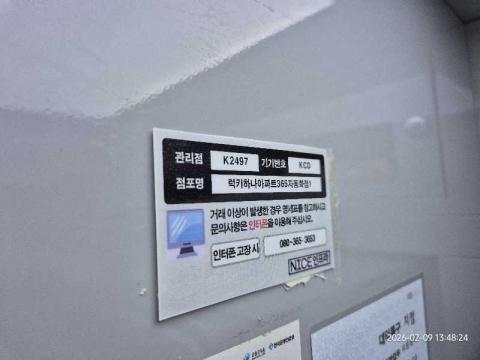 관리점 K2497 기기번호 KCD
점포명 럭키하나아파트365자동화점1
거래 이상이 발생한 경우 명세표를 참고하시고
문의사항은 인터폰을 이용해 주십시오.
인터폰 고장 시 080-365-3653
NICE인프라
2026-02-09 13:48:24